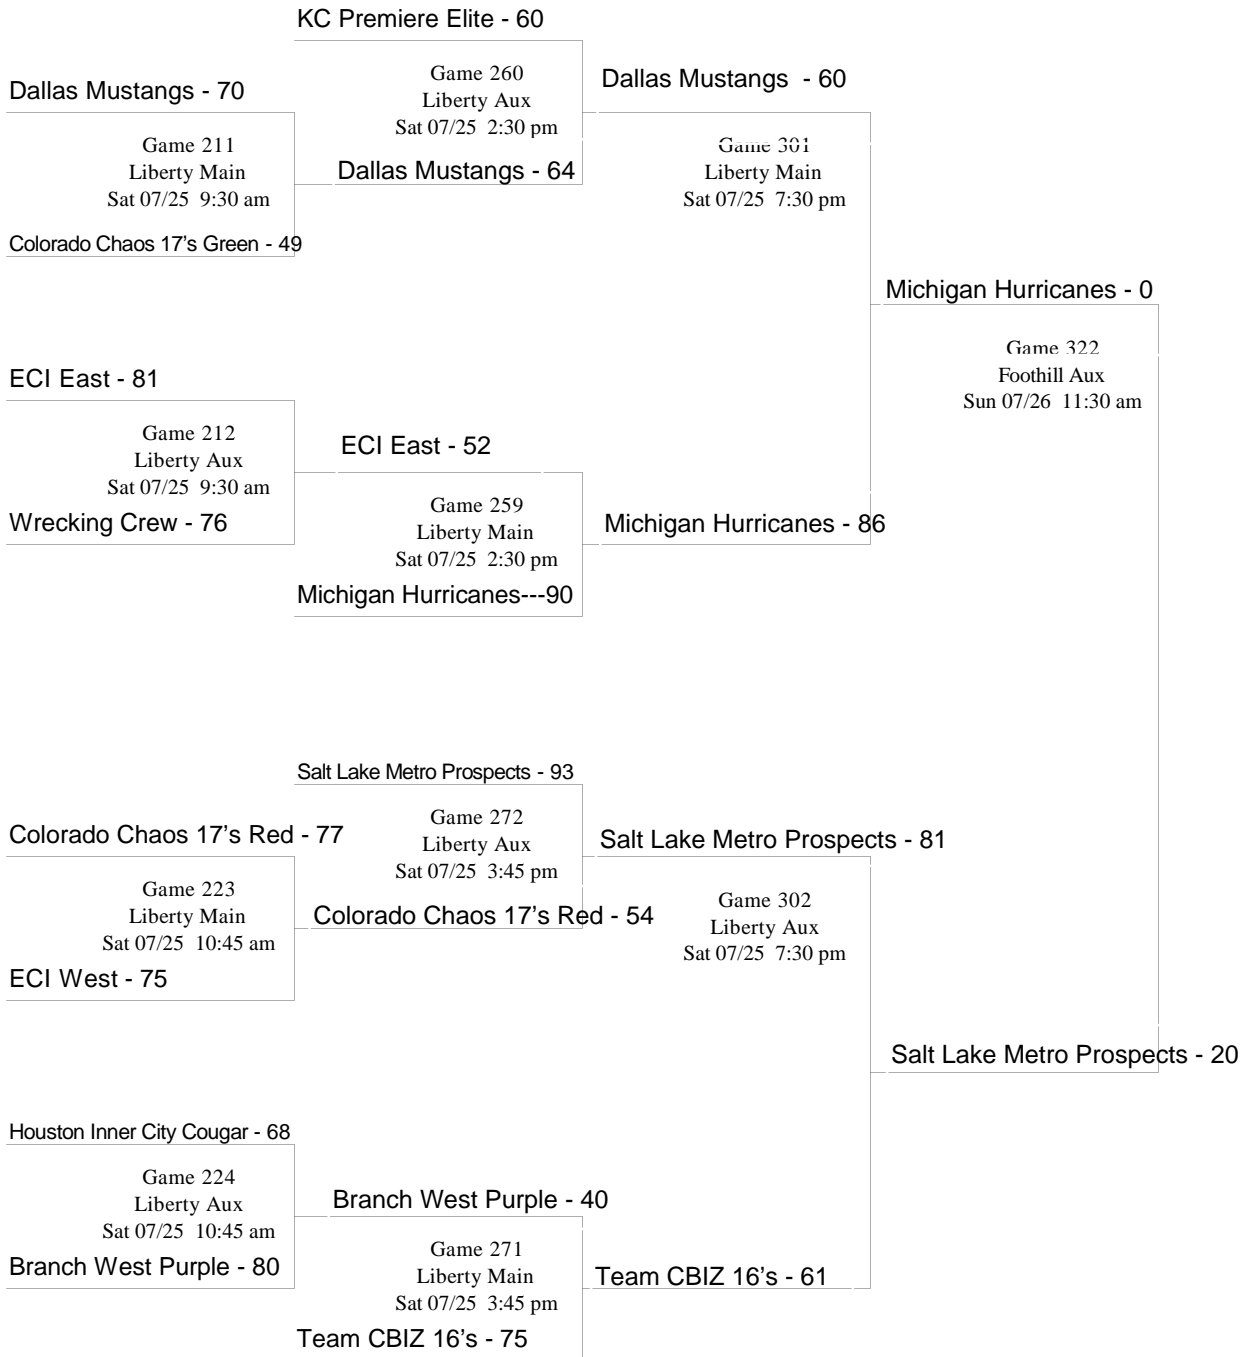 KC Premiere Elite - 60
Dallas Mustangs - 70
Game 260
Liberty Aux
Sat 07/25 2:30 pm
Dallas Mustangs - 60
Game 211
Liberty Main
Sat 07/25 9:30 am
Dallas Mustangs - 64
Game 301
Liberty Main
Sat 07/25 7:30 pm
Colorado Chaos 17's Green - 49
Michigan Hurricanes - 0
Game 322
Foothill Aux
Sun 07/26 11:30 am
ECI East - 81
Game 212
Liberty Aux
Sat 07/25 9:30 am
ECI East - 52
Wrecking Crew - 76
Game 259
Liberty Main
Sat 07/25 2:30 pm
Michigan Hurricanes - 86
Michigan Hurricanes---90
Salt Lake Metro Prospects - 93
Colorado Chaos 17's Red - 77
Game 272
Liberty Aux
Sat 07/25 3:45 pm
Salt Lake Metro Prospects - 81
Game 223
Liberty Main
Sat 07/25 10:45 am
Colorado Chaos 17's Red - 54
Game 302
Liberty Aux
Sat 07/25 7:30 pm
ECI West - 75
Salt Lake Metro Prospects - 20
Houston Inner City Cougar - 68
Game 224
Liberty Aux
Sat 07/25 10:45 am
Branch West Purple - 40
Branch West Purple - 80
Game 271
Liberty Main
Sat 07/25 3:45 pm
Team CBIZ 16's - 61
Team CBIZ 16's - 75